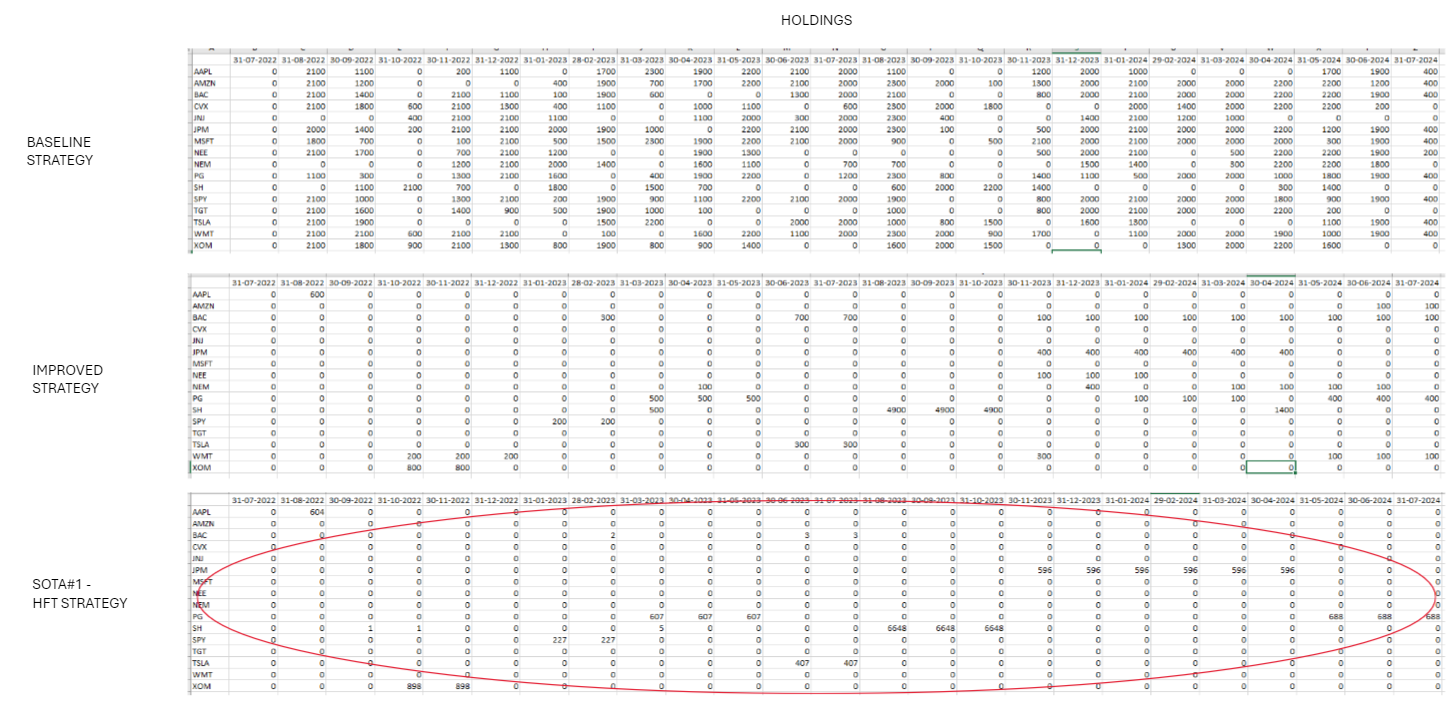 HOLDINGS
31-07-2022 31-08-2022 30-09-2022 31-10-2022 30-11-2022 31-12-2022 31-01-2023 28-02-2023 31-03-2023 30-04-2023 31-05-2023 30-06-2023 31-07-2023 31-08-2023 30-09-2023 31-10-2023 30-11-2023 31-12-2023 31-01-2024 29-02-2024 31-03-2024 30-04-2024 31-05-2024 30-06-2024 31-07-2024
AAPL 0 2100 1100 0 200 1100 0 1700 2300 1900 2200 2100 2000 1100 0 0 1200 2000 1000 0 0 0 1700 1900 400
AMZN 0 2100 1200 0 0 0 400 1900 700 1700 2200 2100 2000 2300 2000 100 1300 2000 2100 2000 2000 2200 2200 1200 400
BAC 0 2100 1400 0 2100 1100 100 1900 600 0 0 1300 2000 2100 0 0 800 2000 2100 2000 2000 2200 2200 1900 400
CVX 0 2100 1800 600 2100 1300 400 1100 0 1000 1100 0 600 2300 2000 1800 0 0 2000 1400 2000 2200 2200 200 0
JNJ 0 0 0 400 2100 2100 1100 0 0 1100 2000 300 2000 2300 400 0 0 1400 2100 1200 1000 0 0 0 0
JPM 0 2000 1400 200 2100 2100 2000 1900 1000 0 2200 2100 2000 2300 100 0 500 2000 2100 2000 2000 2200 1200 1900 400
MSFT 0 1800 700 0 100 2100 500 1500 2300 1900 2200 2100 2000 900 0 500 2100 2000 2100 2000 2000 2000 300 1900 400
NEE 0 2100 1700 0 700 2100 1200 0 0 1900 1300 0 0 0 0 0 500 2000 2100 0 500 2200 2200 1900 200
NEM 0 0 0 0 1200 2100 2000 1400 0 1600 1100 0 700 700 0 0 0 1500 1400 0 300 2200 2200 1800 0
PG 0 1100 300 0 1300 2100 1600 0 400 1900 2200 0 1200 2300 800 0 1400 1100 500 2000 2000 1000 1800 1900 400
SH 0 0 1100 2100 700 0 1800 0 1500 700 0 0 0 600 2000 2200 1400 0 0 0 0 300 1400 0 0
SPY 0 2100 1000 0 1300 2100 200 1900 900 1100 2200 2100 2000 1900 0 0 800 2000 2100 2000 2000 1800 900 1900 400
TGT 0 2100 1600 0 1400 900 500 1900 1000 100 0 0 0 1000 0 0 800 2000 2100 2000 2000 2200 200 0 0
TSLA 0 2100 1900 0 0 0 0 1500 2200 0 0 2000 2000 1000 800 1500 0 1600 1300 0 0 0 1100 1900 400
WMT 0 2100 2100 600 2100 2100 0 100 0 1600 2200 1100 2000 2300 2000 900 1700 0 1100 2000 2000 1900 1000 1900 400
XOM 0 2100 1800 900 2100 1300 800 1900 800 900 1400 0 0 1600 2000 1500 0 0 0 1300 2000 2200 1600 0 0
BASELINE
STRATEGY
31-07-2022 31-08-2022 30-09-2022 31-10-2022 30-11-2022 31-12-2022 31-01-2023 28-02-2023 31-03-2023 30-04-2023 31-05-2023 30-06-2023 31-07-2023 31-08-2023 30-09-2023 31-10-2023 30-11-2023 31-12-2023 31-01-2024 29-02-2024 31-03-2024 30-04-2024 31-05-2024 30-06-2024 31-07-2024
AAPL 0 600 0 0 0 0 0 0 0 0 0 0 0 0 0 0 0 0 0 0 0 0 0 0 0
AMZN 0 0 0 0 0 0 0 0 0 0 0 0 0 0 0 0 0 0 0 0 0 0 0 100 100
BAC 0 0 0 0 0 0 0 300 0 0 0 700 700 0 0 0 100 100 100 100 100 100 100 100 100
CVX 0 0 0 0 0 0 0 0 0 0 0 0 0 0 0 0 0 0 0 0 0 0 0 0 0
JNJ 0 0 0 0 0 0 0 0 0 0 0 0 0 0 0 0 0 0 0 0 0 0 0 0 0
JPM 0 0 0 0 0 0 0 0 0 0 0 0 0 0 0 0 400 400 400 400 400 400 0 0 0
MSFT 0 0 0 0 0 0 0 0 0 0 0 0 0 0 0 0 0 0 0 0 0 0 0 0 0
NEE 0 0 0 0 0 0 0 0 0 0 0 0 0 0 0 0 100 100 100 0 0 0 0 0 0
NEM 0 0 0 0 0 0 0 0 0 100 0 0 0 0 0 0 0 400 0 0 100 100 100 100 0
PG 0 0 0 0 0 0 0 0 500 500 500 0 0 0 0 0 0 0 100 100 100 0 400 400 400
SH 0 0 0 0 0 0 0 0 500 0 0 0 0 4900 4900 4900 0 0 0 0 0 1400 0 0 0
SPY 0 0 0 0 0 0 200 200 0 0 0 0 0 0 0 0 0 0 0 0 0 0 0 0 0
TGT 0 0 0 0 0 0 0 0 0 0 0 0 0 0 0 0 0 0 0 0 0 0 0 0 0
TSLA 0 0 0 0 0 0 0 0 0 0 0 300 300 0 0 0 0 0 0 0 0 0 0 0 0
WMT 0 0 0 200 200 200 0 0 0 0 0 0 0 0 0 0 300 0 0 0 0 0 100 100 100
XOM 0 0 0 800 800 0 0 0 0 0 0 0 0 0 0 0 0 0 0 0 0 0 0 0 0
IMPROVED
STRATEGY
31-07-2022 31-08-2022 30-09-2022 31-10-2022 30-11-2022 31-12-2022 31-01-2023 28-02-2023 31-03-2023 30-04-2023 31-05-2023 30-06-2023 31-07-2023 31-08-2023 30-09-2023 31-10-2023 30-11-2023 31-12-2023 31-01-2024 29-02-2024 31-03-2024 30-04-2024 31-05-2024 30-06-2024 31-07-2024
AAPL 0 604 0 0 0 0 0 0 0 0 0 0 0 0 0 0 0 0 0 0 0 0 0 0 0
AMZN 0 0 0 0 0 0 0 0 0 0 0 0 0 0 0 0 0 0 0 0 0 0 0 0 0
BAC 0 0 0 0 0 0 0 2 0 0 0 3 3 0 0 0 0 0 0 0 0 0 0 0 0
CVX 0 0 0 0 0 0 0 0 0 0 0 0 0 0 0 0 0 0 0 0 0 0 0 0 0
JNJ 0 0 0 0 0 0 0 0 0 0 0 0 0 0 0 0 0 0 0 0 0 0 0 0 0
JPM 0 0 0 0 0 0 0 0 0 0 0 0 0 0 0 0 596 596 596 596 596 596 0 0 0
MSFT 0 0 0 0 0 0 0 0 0 0 0 0 0 0 0 0 0 0 0 0 0 0 0 0 0
NEE 0 0 0 0 0 0 0 0 0 0 0 0 0 0 0 0 0 0 0 0 0 0 0 0 0
NEM 0 0 0 0 0 0 0 0 0 0 0 0 0 0 0 0 0 0 0 0 0 0 0 0 0
PG 0 0 0 0 0 0 0 0 607 607 607 0 0 0 0 0 0 0 0 0 0 0 688 688 688
SH 0 0 1 1 0 0 0 0 5 0 0 0 0 6648 6648 6648 0 0 0 0 0 0 0 0 0
SPY 0 0 0 0 0 0 227 227 0 0 0 0 0 0 0 0 0 0 0 0 0 0 0 0 0
TGT 0 0 0 0 0 0 0 0 0 0 0 0 0 0 0 0 0 0 0 0 0 0 0 0 0
TSLA 0 0 0 0 0 0 0 0 0 0 0 407 407 0 0 0 0 0 0 0 0 0 0 0 0
WMT 0 0 0 0 0 0 0 0 0 0 0 0 0 0 0 0 0 0 0 0 0 0 0 0 0
XOM 0 0 0 898 898 0 0 0 0 0 0 0 0 0 0 0 0 0 0 0 0 0 0 0 0
SOTA#1 -
HFT STRATEGY